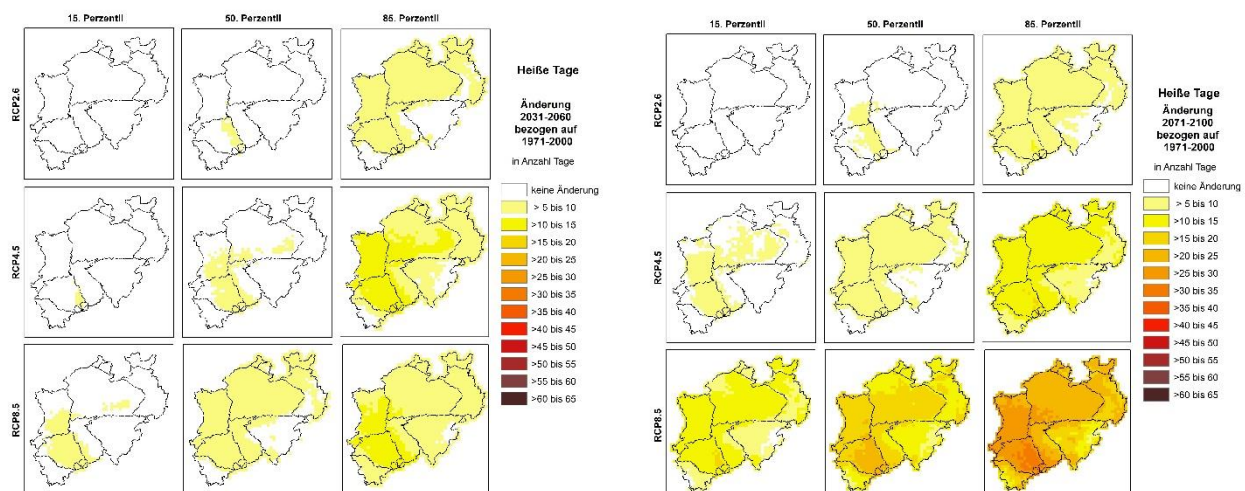 15. Perzentil
50. Perzentil
85. Perzentil
RCP2.6
RCP4.5
RCP8.5
Heiße Tage
Änderung
2031-2060
bezogen auf
1971-2000
in Anzahl Tage
keine Änderung
> 5 bis 10
>10 bis 15
>15 bis 20
>20 bis 25
>25 bis 30
>30 bis 35
>35 bis 40
>40 bis 45
>45 bis 50
>50 bis 55
>55 bis 60
>60 bis 65
15. Perzentil
50. Perzentil
85. Perzentil
RCP2.6
RCP4.5
RCP8.5
Heiße Tage
Änderung
2071-2100
bezogen auf
1971-2000
in Anzahl Tage
keine Änderung
> 5 bis 10
>10 bis 15
>15 bis 20
>20 bis 25
>25 bis 30
>30 bis 35
>35 bis 40
>40 bis 45
>45 bis 50
>50 bis 55
>55 bis 60
>60 bis 65